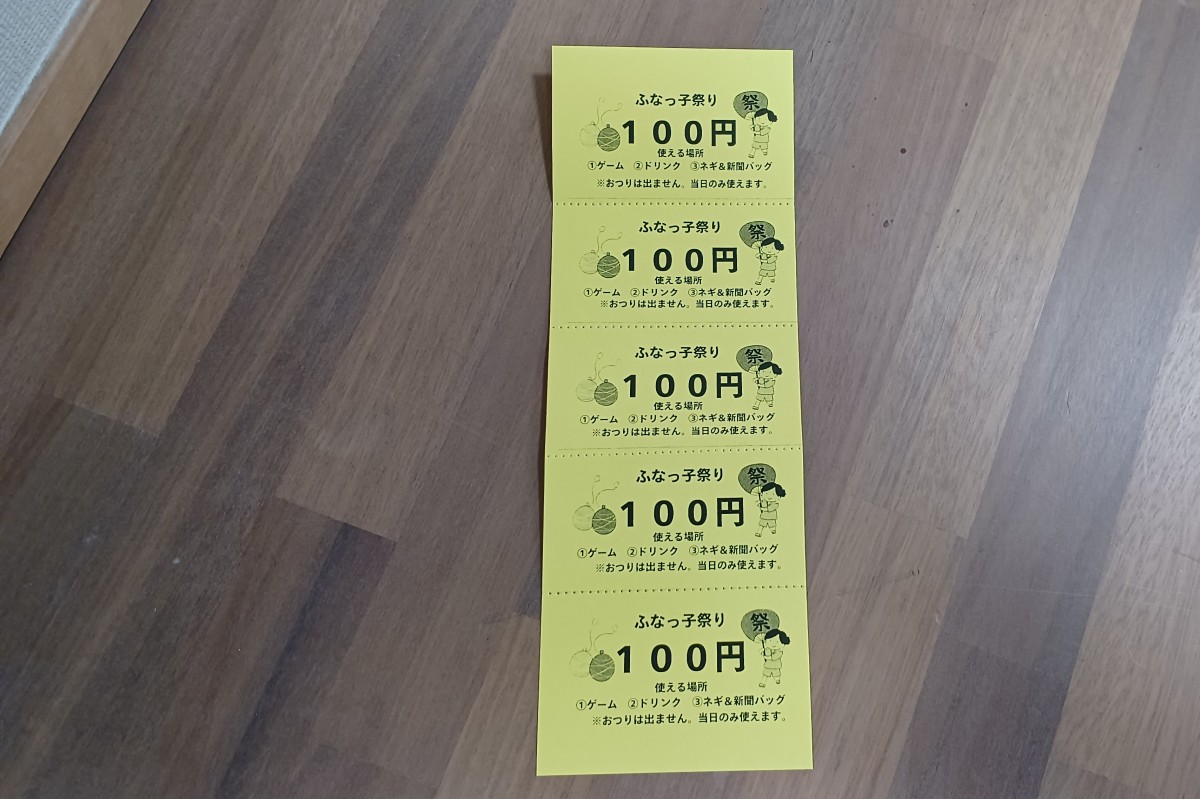 ふなっ子祭り
祭
100円
使える場所
①ゲーム ②ドリンク ③ネギ&新聞バッグ
※おつりは出ません。当日のみ使えます。
ふなっ子祭り
祭
100円
使える場所
①ゲーム ②ドリンク ③ネギ&新聞バッグ
※おつりは出ません。当日のみ使えます。
ふなっ子祭り
祭
100円
使える場所
①ゲーム ②ドリンク ③ネギ&新聞バッグ
※おつりは出ません。当日のみ使えます。
ふなっ子祭り
祭
100円
使える場所
①ゲーム ②ドリンク ③ネギ&新聞バッグ
※おつりは出ません。当日のみ使えます。
ふなっ子祭り
祭
100円
使える場所
①ゲーム ②ドリンク ③ネギ&新聞バッグ
※おつりは出ません。当日のみ使えます。